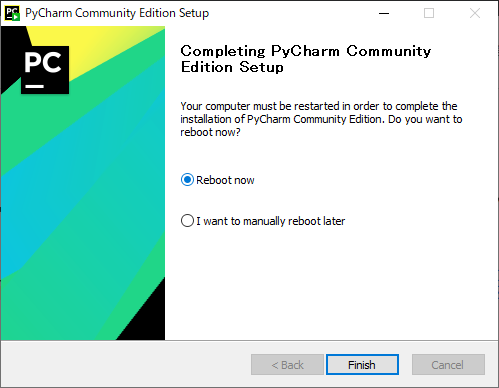 PyCharm Community Edition Setup
PC
Completing PyCharm Community
Edition Setup
Your computer must be restarted in order to complete the
installation of PyCharm Community Edition. Do you want to
reboot now?
Reboot now
I want to manually reboot later
< Back
Finish
Cancel